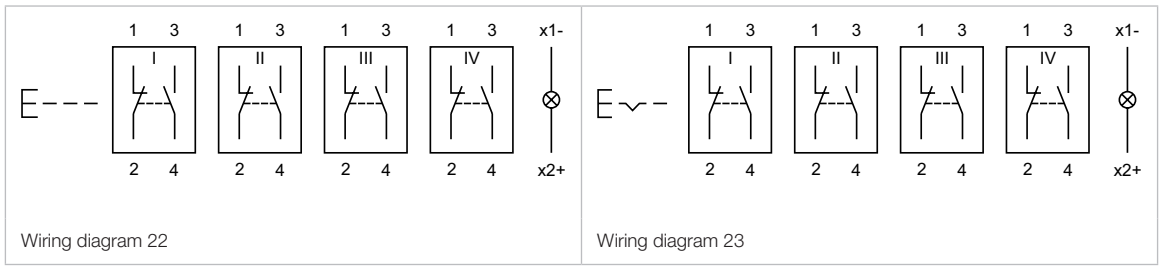 1 3 1 3 1 3 1 3 x1-
I II III IV
2 4 2 4 2 4 2 4 x2+
Wiring diagram 22
1 3 1 3 1 3 1 3 x1-
I II III IV
2 4 2 4 2 4 2 4 x2+
Wiring diagram 23